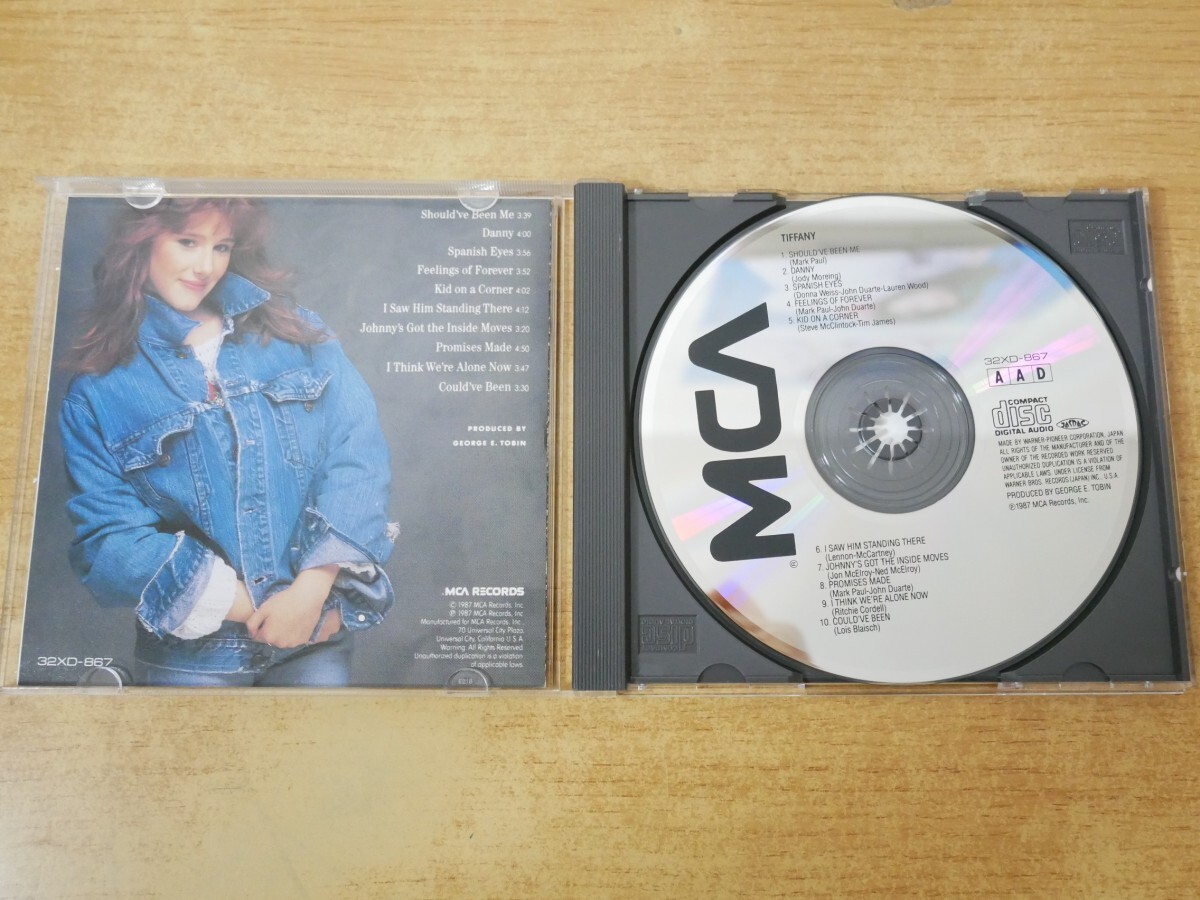 Should've Been Me 3:39
Danny 4:00
Spanish Eyes 3:56
Feelings of Forever 3:52
Kid on a Corner 4:02
I Saw Him Standing There 4:12
Johnny's Got the Inside Moves 3:20
Promises Made 4:50
I Think We're Alone Now 3:47
Could've Been 3:30
PRODUCED BY
GEORGE E. TOBIN
.MCA RECORDS
© 1987 MCA Records, Inc
℗ 1987 MCA Records, Inc
Manufactured for MCA Records, Inc.,
70 Universal City Plaza,
Universal City, California U.S.A.
Warning. All Rights Reserved.
Unauthorized duplication is a violation
of applicable laws.
32XD-867
TIFFANY
1. SHOULD'VE BEEN ME
(Mark Paul)
2. DANNY
(Jody Moreing)
3. SPANISH EYES
(Donna Weiss-John Duarte-Lauren Wood)
4. FEELINGS OF FOREVER
(Mark Paul-John Duarte)
5. KID ON A CORNER
(Steve McClintock-Tim James)
MCA
®
32XD-867
A A D
COMPACT
disc
DIGITAL AUDIO
JASRAC
MADE BY WARNER-PIONEER CORPORATION, JAPAN
ALL RIGHTS OF THE MANUFACTURER AND OF THE
OWNER OF THE RECORDED WORK RESERVED
UNAUTHORIZED DUPLICATION IS A VIOLATION OF
APPLICABLE LAWS. UNDER LICENSE FROM
WARNER BROS. RECORDS (JAPAN) INC., U.S.A.
PRODUCED BY GEORGE E. TOBIN
℗1987 MCA Records, Inc.
6. I SAW HIM STANDING THERE
(Lennon-McCartney)
7. JOHNNY'S GOT THE INSIDE MOVES
(Jon McElroy-Ned McElroy)
8. PROMISES MADE
(Mark Paul-John Duarte)
9. I THINK WE'RE ALONE NOW
(Ritchie Cordell)
10. COULD'VE BEEN
(Lois Blaisch)